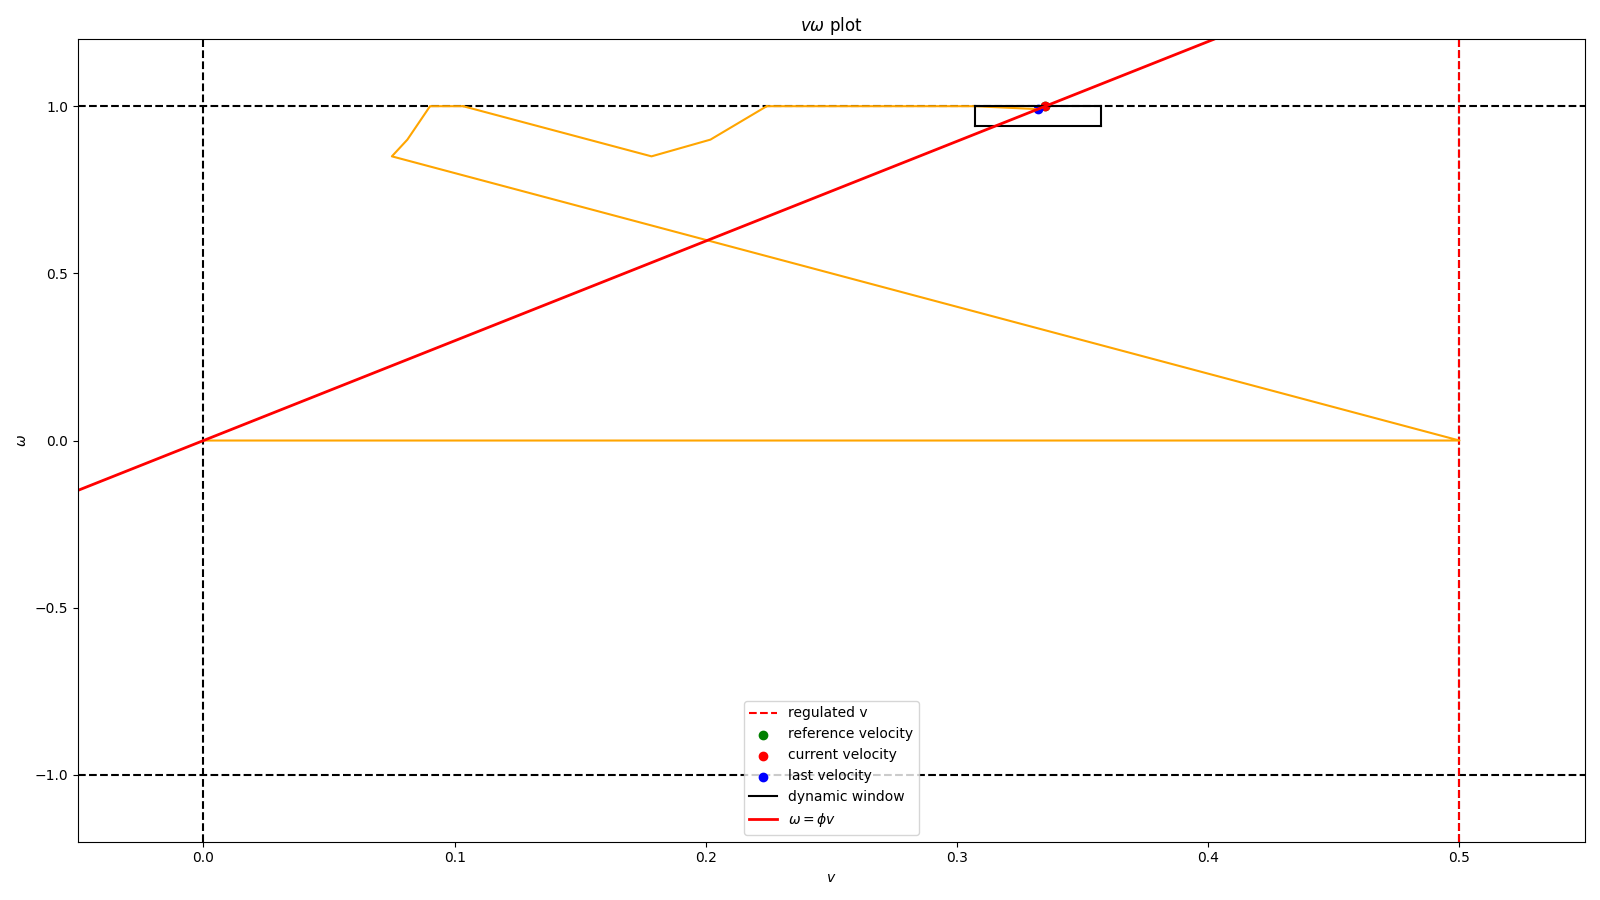 vω plot
1.0
0.5
0.0
−0.5
−1.0
ω
regulated v
reference velocity
current velocity
last velocity
dynamic window
ω = ϕv
0.0 0.1 0.2 0.3 0.4 0.5
v